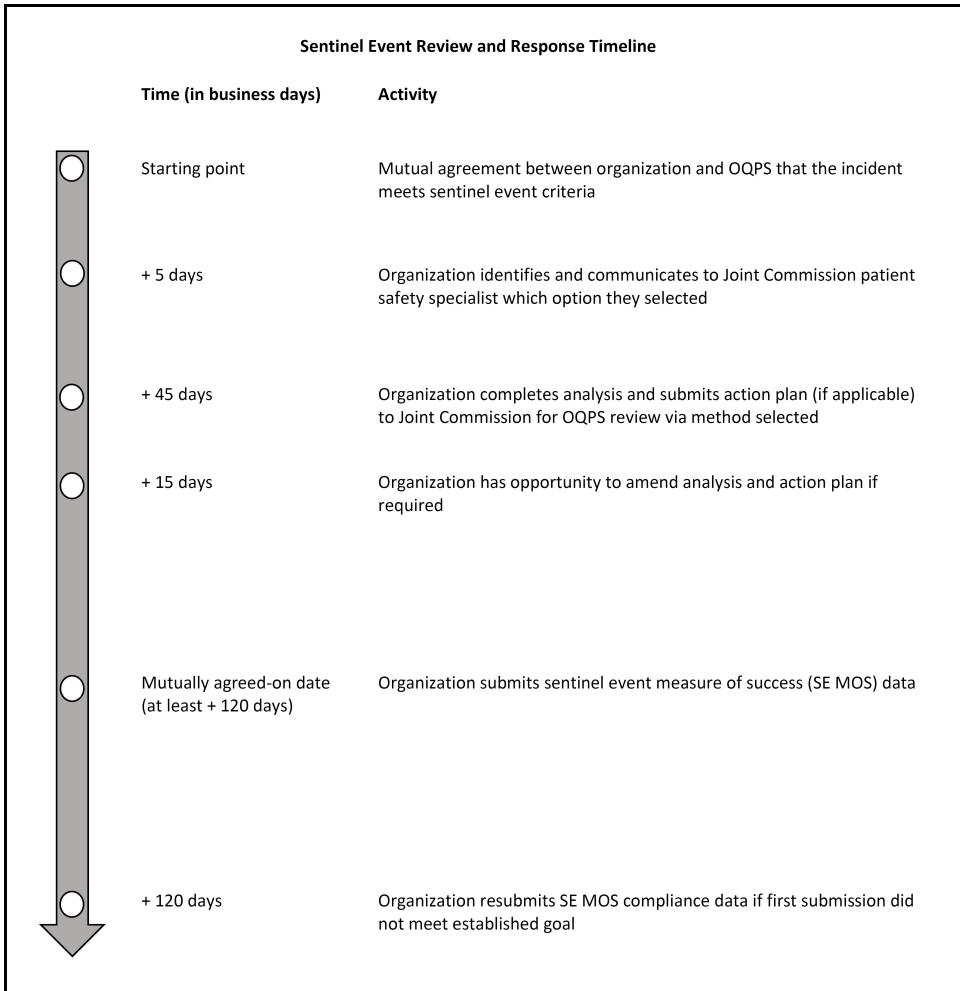 Sentinel Event Review and Response Timeline
Time (in business days) Activity
Starting point Mutual agreement between organization and OQPS that the incident
meets sentinel event criteria
+ 5 days Organization identifies and communicates to Joint Commission patient
safety specialist which option they selected
+ 45 days Organization completes analysis and submits action plan (if applicable)
to Joint Commission for OQPS review via method selected
+ 15 days Organization has opportunity to amend analysis and action plan if
required
Mutually agreed-on date Organization submits sentinel event measure of success (SE MOS) data
(at least + 120 days)
+ 120 days Organization resubmits SE MOS compliance data if first submission did
not meet established goal